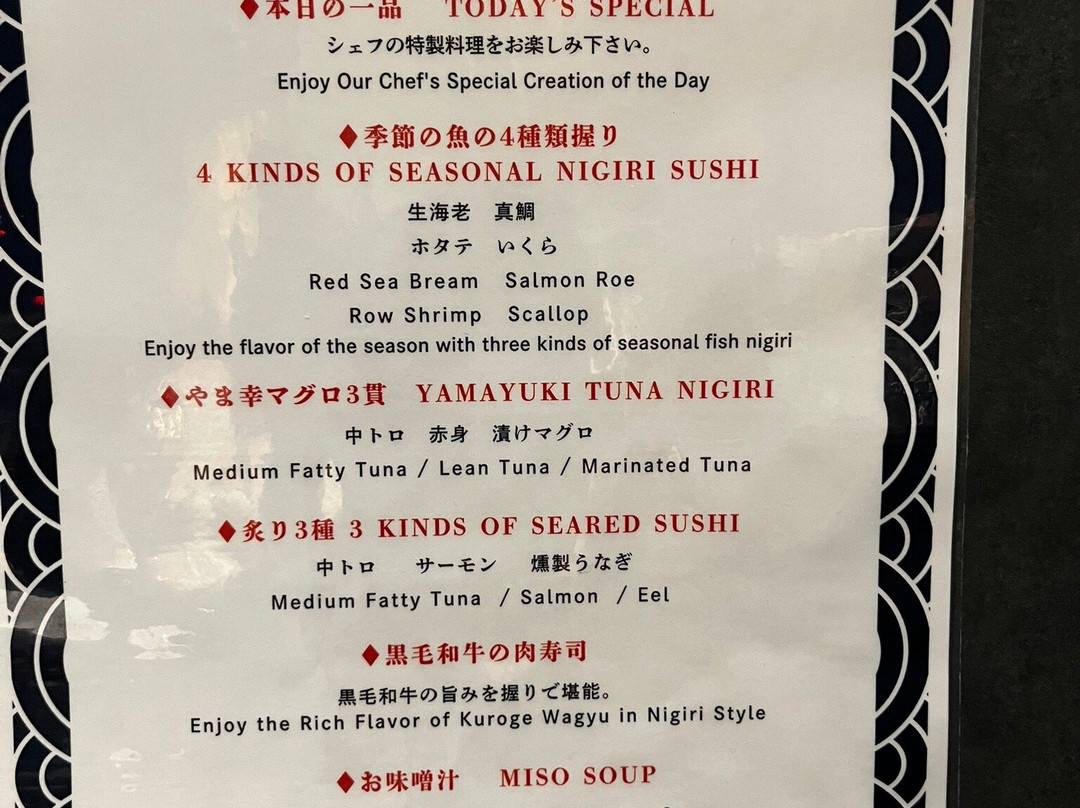 ♦本日の一品 TODAY'S SPECIAL
シェフの特製料理をお楽しみ下さい。
Enjoy Our Chef's Special Creation of the Day
♦季節の魚の4種類握り
4 KINDS OF SEASONAL NIGIRI SUSHI
生海老 真鯛
ホタテ いくら
Red Sea Bream Salmon Roe
Row Shrimp Scallop
Enjoy the flavor of the season with three kinds of seasonal fish nigiri
♦やま幸マグロ3貫 YAMAYUKI TUNA NIGIRI
中トロ 赤身 漬けマグロ
Medium Fatty Tuna / Lean Tuna / Marinated Tuna
♦炙り3種 3 KINDS OF SEARED SUSHI
中トロ サーモン 燻製うなぎ
Medium Fatty Tuna / Salmon / Eel
♦黒毛和牛の肉寿司
黒毛和牛の旨みを握りで堪能。
Enjoy the Rich Flavor of Kuroge Wagyu in Nigiri Style
♦お味噌汁 MISO SOUP